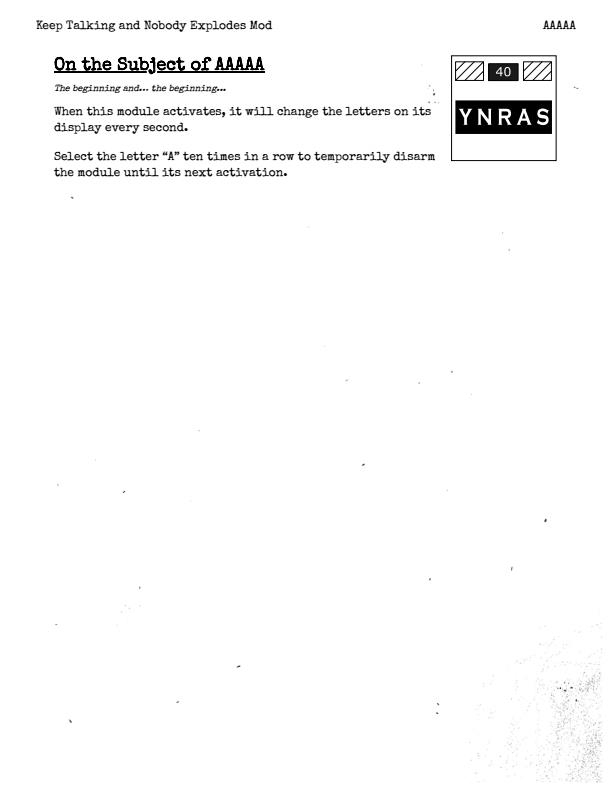 Keep Talking and Nobody Explodes Mod
AAAAA
On the Subject of AAAAA
The beginning and... the beginning...
When this module activates, it will change the letters on its
display every second.
Select the letter “A” ten times in a row to temporarily disarm
the module until its next activation.
40
YNRAS